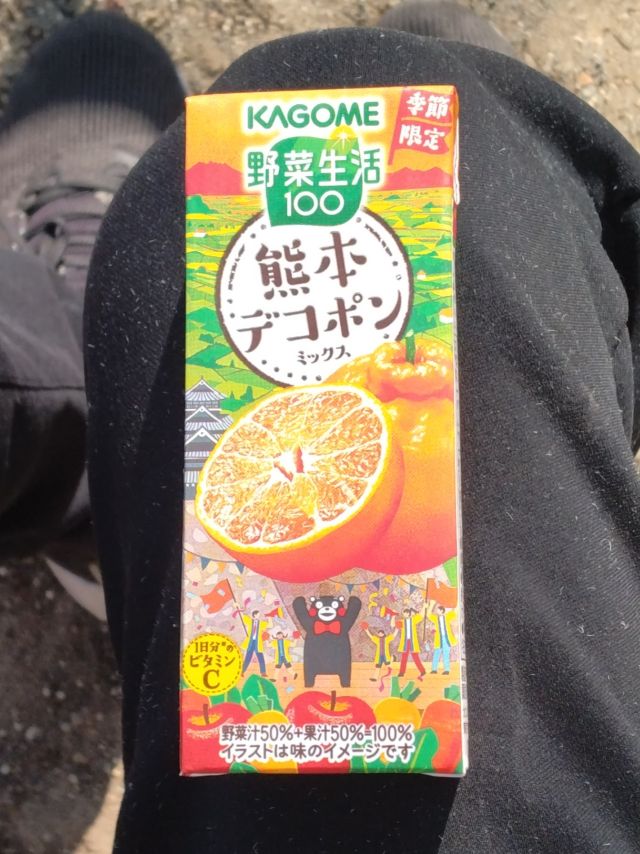 KAGOME
季節
限定
野菜生活
100
熊本
デコポン
ミックス
1日分※の
ビタミン
C
野菜汁50%+果汁50%=100%
イラストは味のイメージです